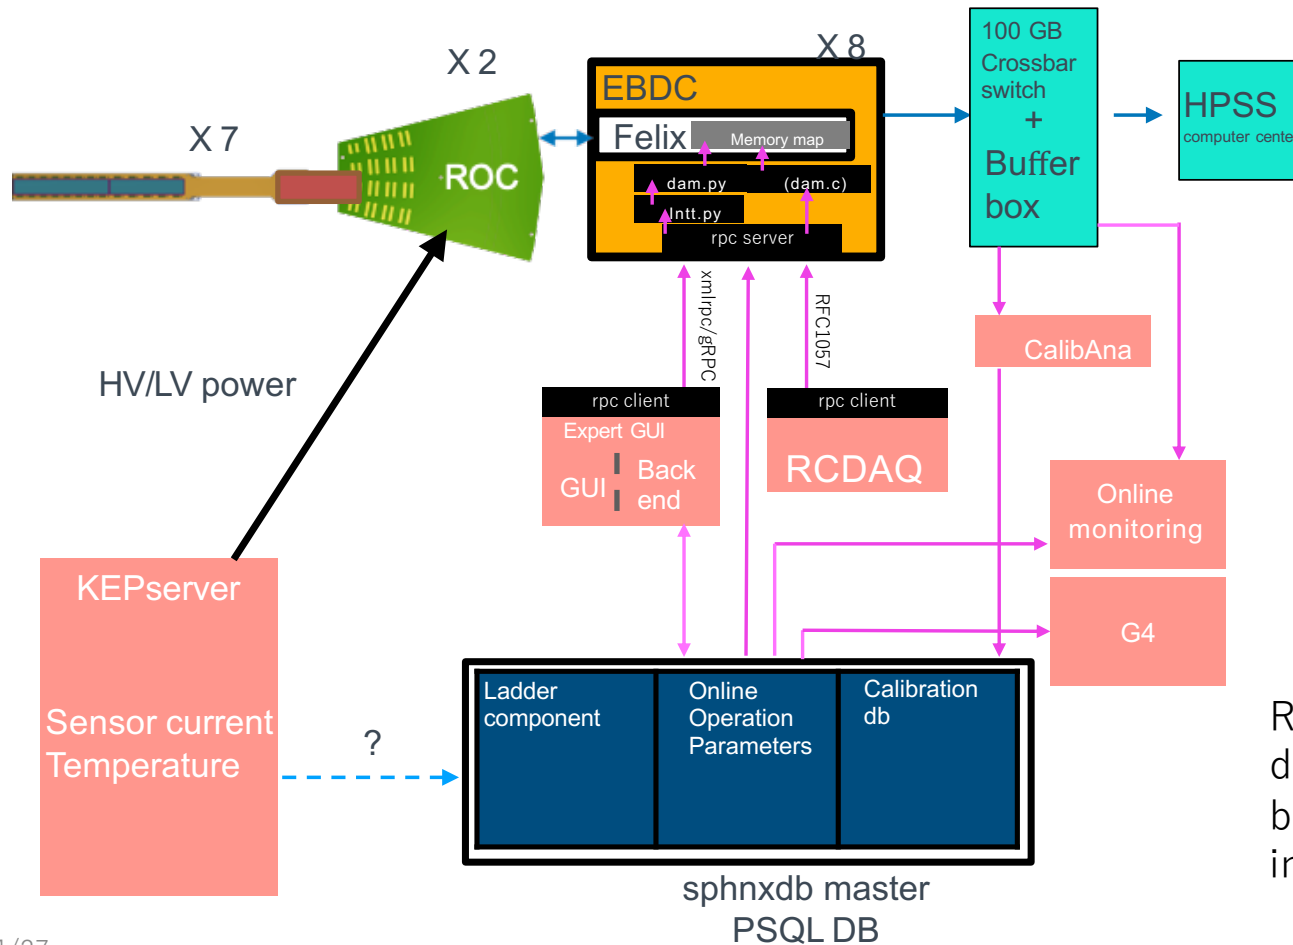 X 2
X 7
ROC
X 8
EBDC
Felix
Memory map
dam.py
(dam.c)
Intt.py
rpc server
100 GB
Crossbar
switch
+
Buffer
box
HPSS
computer cente
xmlrpc/gRPC
RFC1057
CalibAna
HV/LV power
rpc client
Expert GUI
GUI
Back
end
rpc client
RCDAQ
Online
monitoring
G4
KEPserver
Sensor current
Temperature
?
Ladder
component
Online
Operation
Parameters
Calibration
db
sphnxdb master
PSQL DB
R
d
b
in
/27